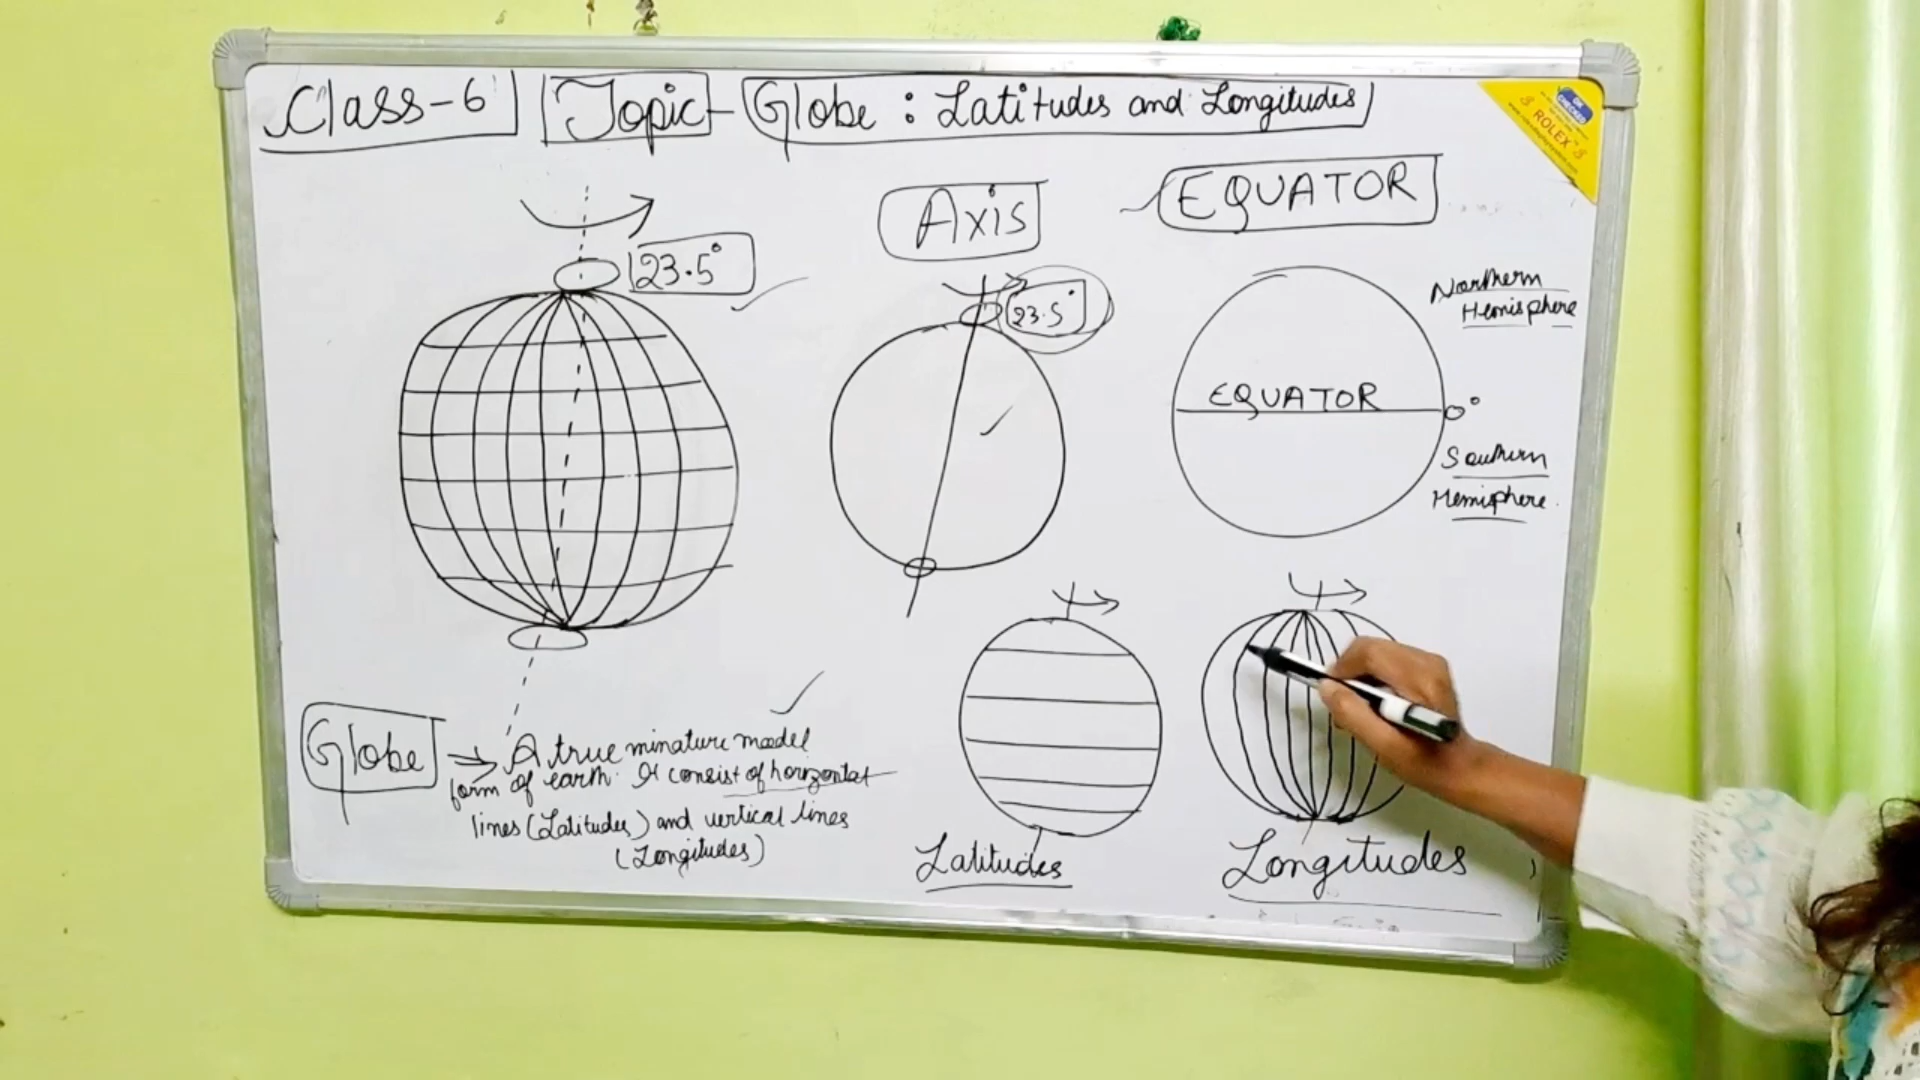 Class-6 Topic - Globe : Latitudes and Longitudes
ROLEX
EQUATOR
Axis
23.5°
23.5°
Northern
Hemisphere
EQUATOR 0°
Southern
Hemisphere.
Globe → A true minature model
form of earth. It consist of horizontal
lines (Latitudes) and vertical lines
(Longitudes)
Latitudes
Longitudes